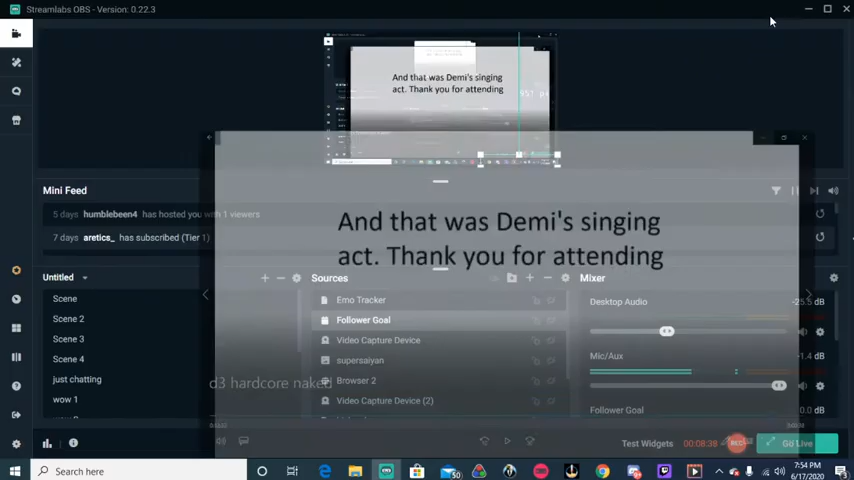 Streamlabs OBS - Version: 0.22.3
And that was Demi's singing
act. Thank you for attending
Mini Feed
5 days humblebeen4 has hosted you with 1 viewers
7 days aretics_ has subscribed (Tier 1)
And that was Demi's singing
act. Thank you for attending
Untitled
Sources
Mixer
Scene
Scene 2
Scene 3
Scene 4
just chatting
wow 1
Emo Tracker
Follower Goal
Video Capture Device
supersaiyan
Browser 2
Video Capture Device (2)
Desktop Audio
-25.5 dB
Mic/Aux
-1.4 dB
Follower Goal
0.0 dB
d3 hardcore naked
Test Widgets
00:08:38
REC
Go Live
Search here
50
7:54 PM
6/17/2020
3